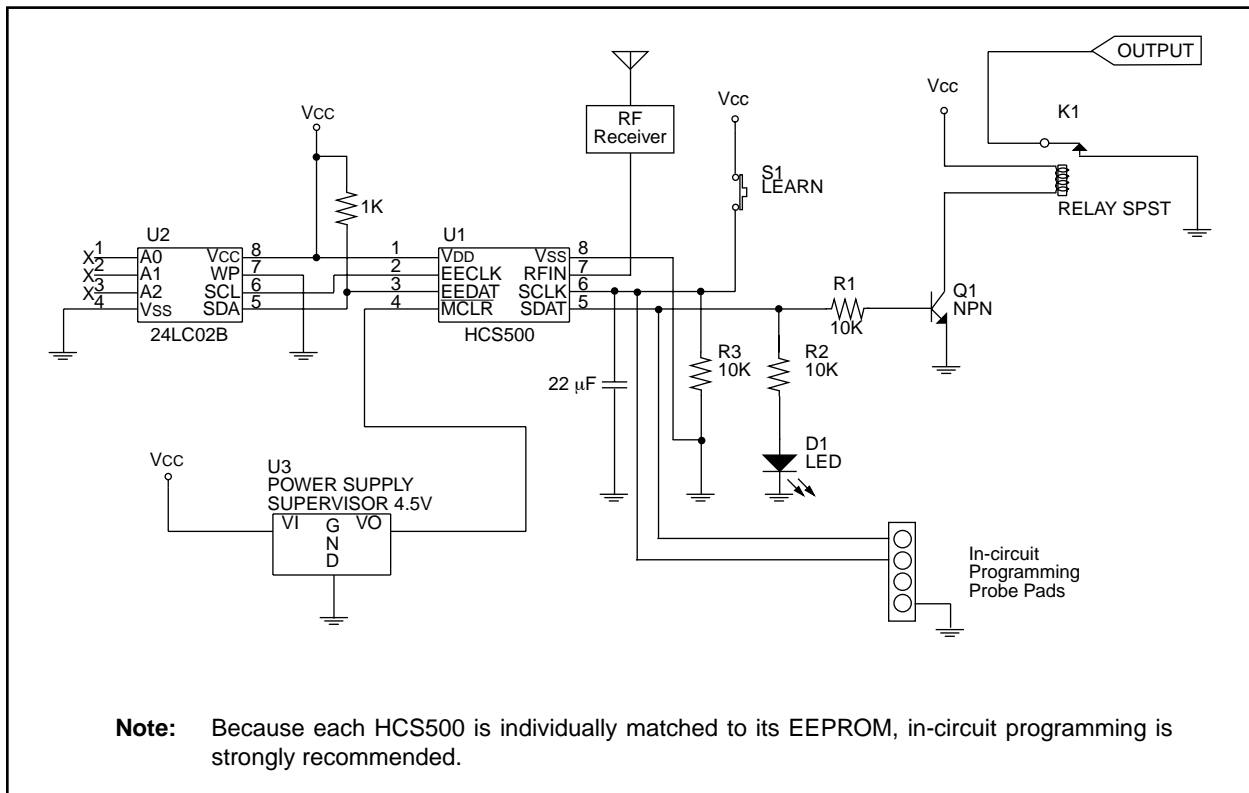 OUTPUT
VCC
K1
RELAY SPST
RF
Receiver
VCC
S1
LEARN
VCC
1K
U2
X 1 A0 VCC 8
X 2 A1 WP 7
X 3 A2 SCL 6
4 VSS SDA 5
24LC02B
U1
1 VDD VSS 8
2 EECLK RFIN 7
3 EEDAT SCLK 6
4 MCLR SDAT 5
HCS500
R1
10K
Q1
NPN
22 µF
R3
10K
R2
10K
D1
LED
VCC
U3
POWER SUPPLY
SUPERVISOR 4.5V
VI GND VO
In-circuit
Programming
Probe Pads
Note: Because each HCS500 is individually matched to its EEPROM, in-circuit programming is
strongly recommended.